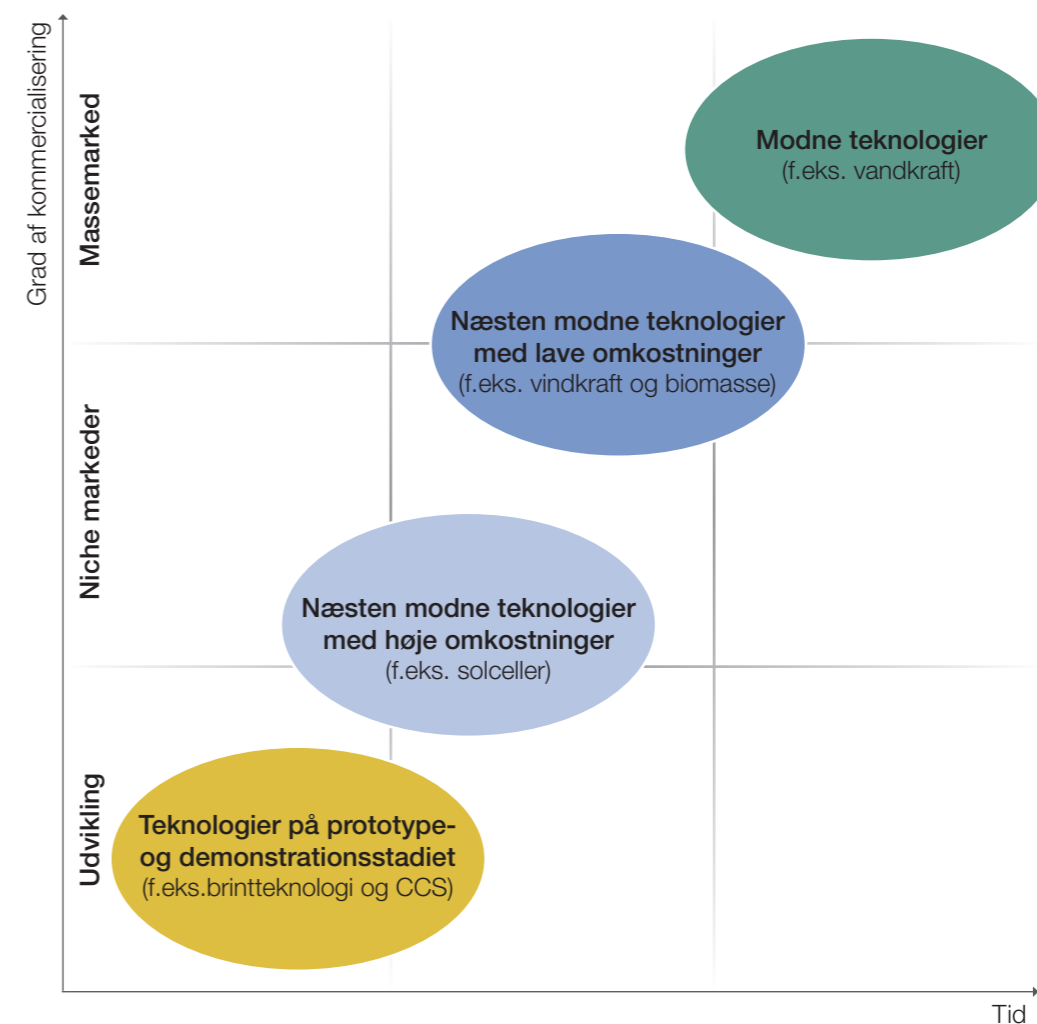 Grad af kommercialisering
Massemarked
Niche markeder
Udvikling
Modne teknologier
(f.eks. vandkraft)
Næsten modne teknologier
med lave omkostninger
(f.eks. vindkraft og biomasse)
Næsten modne teknologier
med høje omkostninger
(f.eks. solceller)
Teknologier på prototype-
og demonstrationsstadiet
(f.eks.brintteknologi og CCS)
Tid